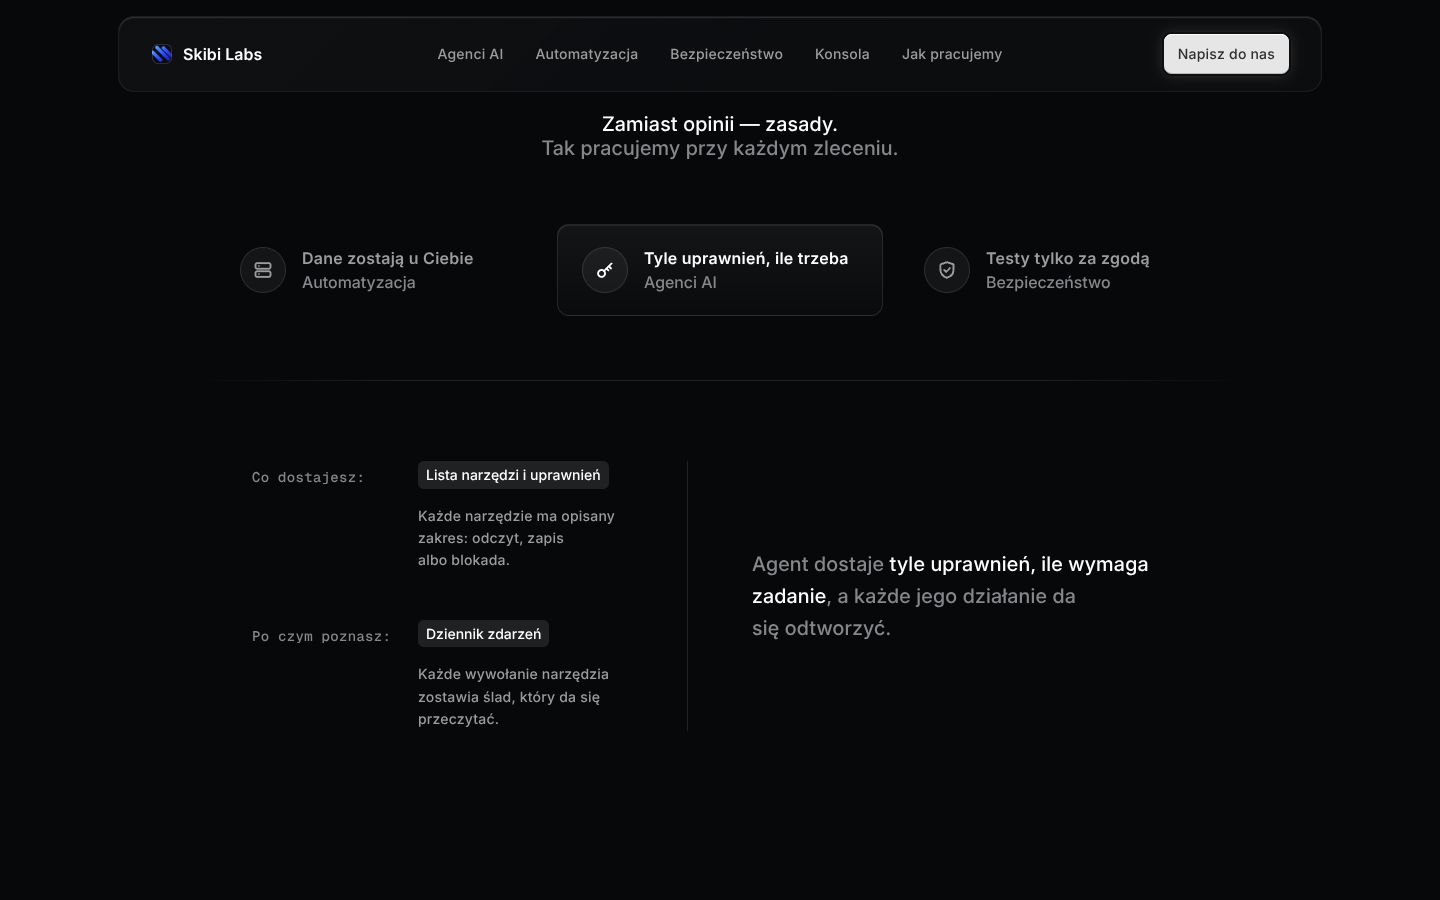 Skibi Labs
Agenci AI
Automatyzacja
Bezpieczeństwo
Konsola
Jak pracujemy
Napisz do nas
Zamiast opinii — zasady.
Tak pracujemy przy każdym zleceniu.
Dane zostają u Ciebie
Automatyzacja
Tyle uprawnień, ile trzeba
Agenci AI
Testy tylko za zgodą
Bezpieczeństwo
Co dostajesz:
Lista narzędzi i uprawnień
Każde narzędzie ma opisany
zakres: odczyt, zapis
albo blokada.
Po czym poznasz:
Dziennik zdarzeń
Każde wywołanie narzędzia
zostawia ślad, który da się
przeczytać.
Agent dostaje tyle uprawnień, ile wymaga
zadanie, a każde jego działanie da
się odtworzyć.